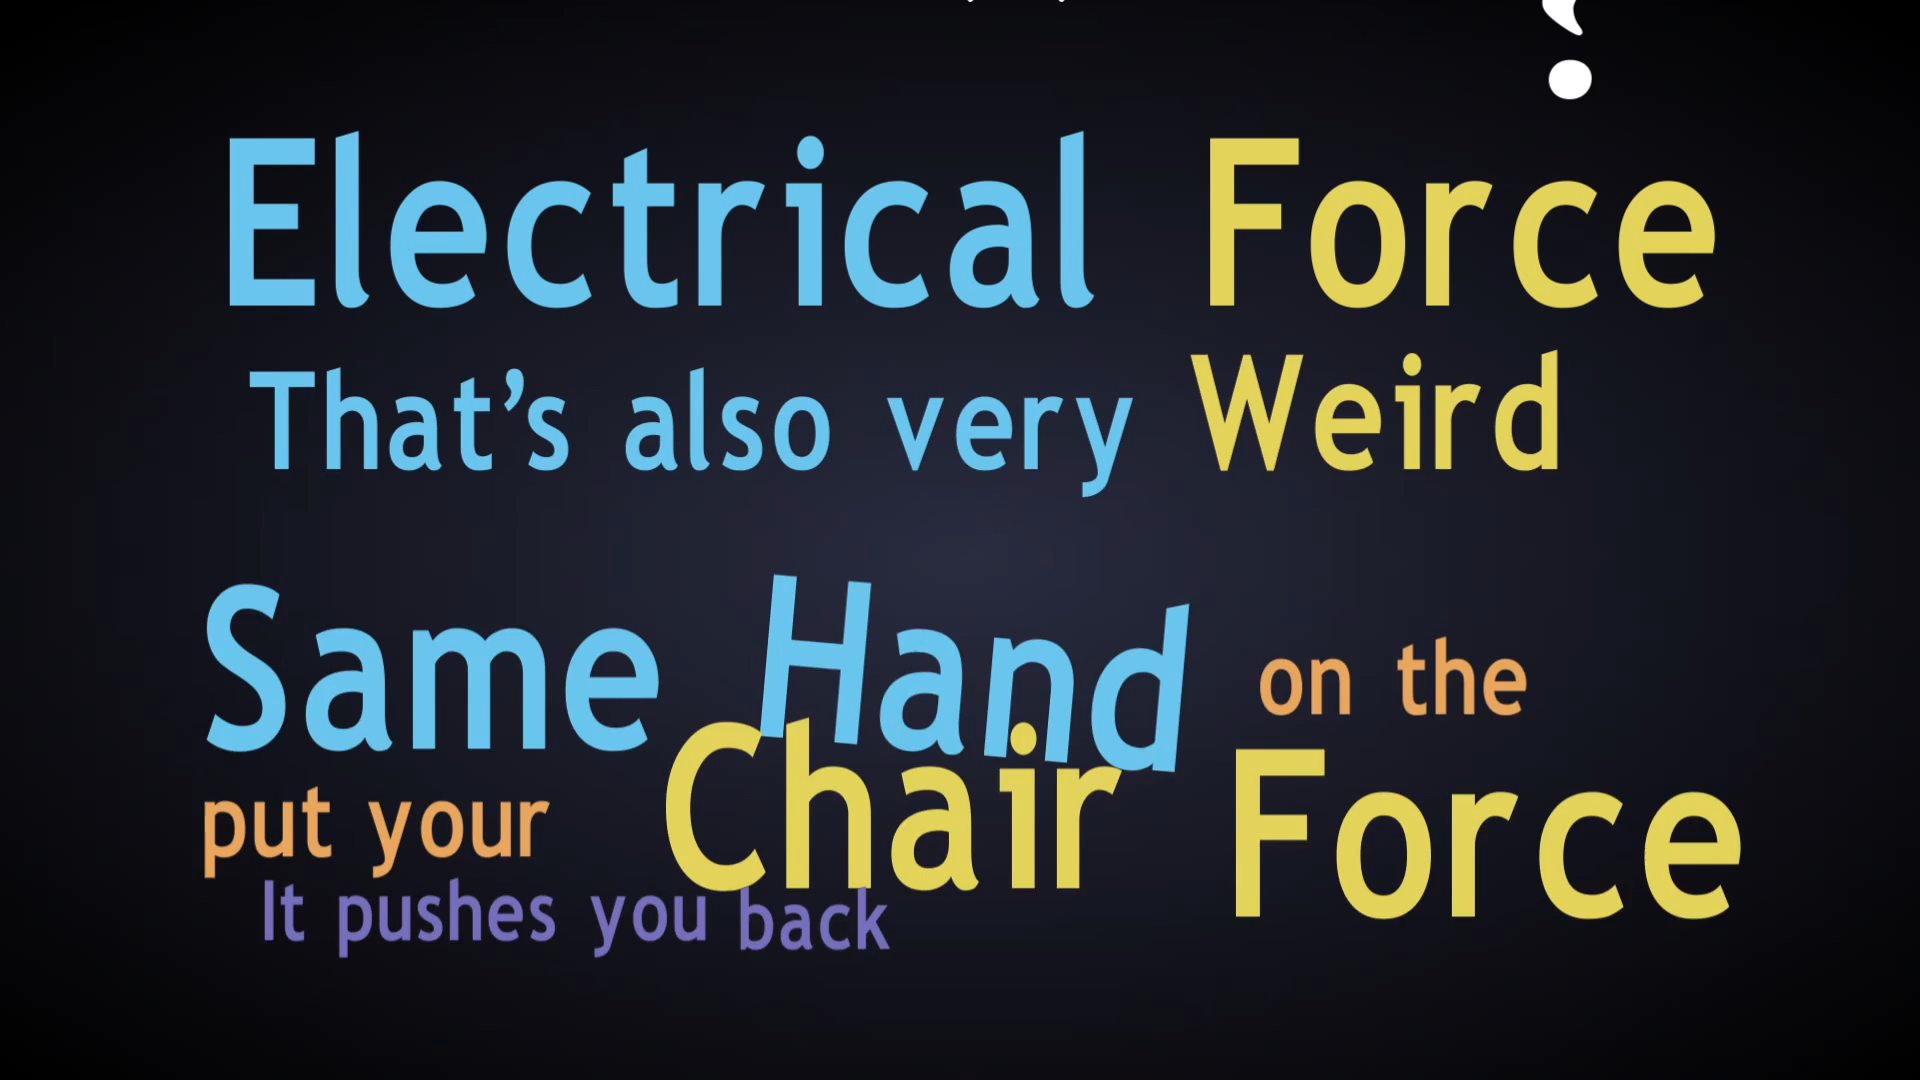 ?
Electrical Force
That's also very Weird
Same Hand on the
put your Chair Force
It pushes you back